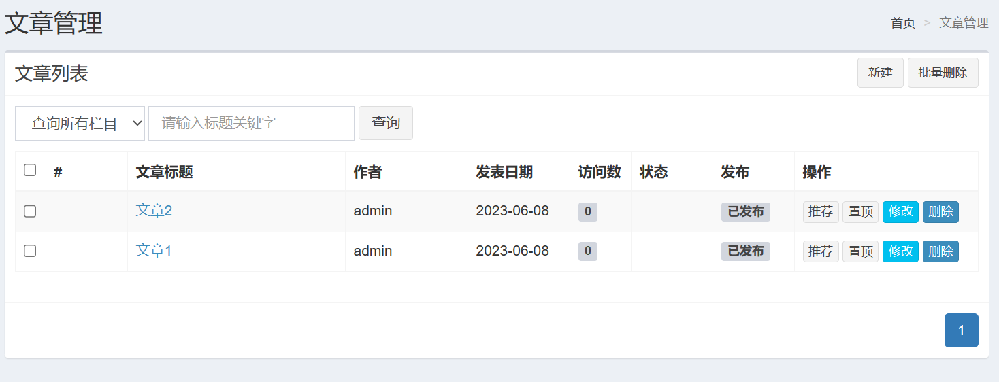 文章管理
首页 > 文章管理
文章列表
新建 批量删除
查询所有栏目 请输入标题关键字 查询
# 文章标题 作者 发表日期 访问数 状态 发布 操作
文章2 admin 2023-06-08 0 已发布 推荐 置顶 修改 删除
文章1 admin 2023-06-08 0 已发布 推荐 置顶 修改 删除
1